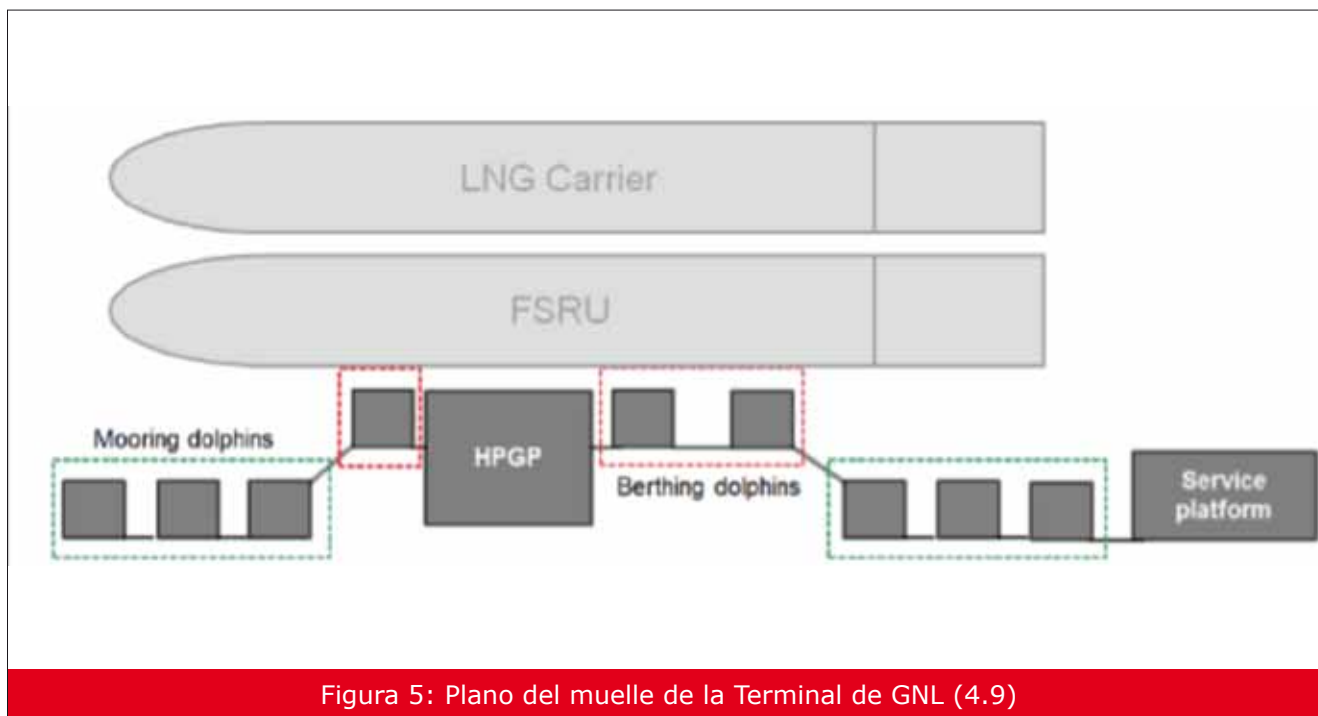 LNG Carrier
FSRU
Mooring dolphins
HPGP
Berthing dolphins
Service
platform
Figura 5: Plano del muelle de la Terminal de GNL (4.9)